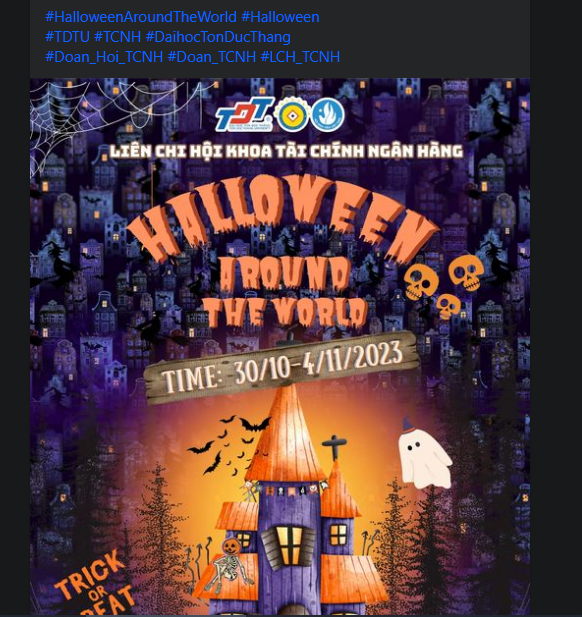 #HalloweenAroundTheWorld #Halloween
#TDTU #TCNH #DaihocTonDucThang
#Doan_Hoi_TCNH #Doan_TCNH #LCH_TCNH
TDT
LIÊN CHI HỘI KHOA TÀI CHÍNH NGÂN HÀNG
HALLOWEEN
AROUND
THE WORLD
TIME: 30/10-4/11/2023
TRICK
OR